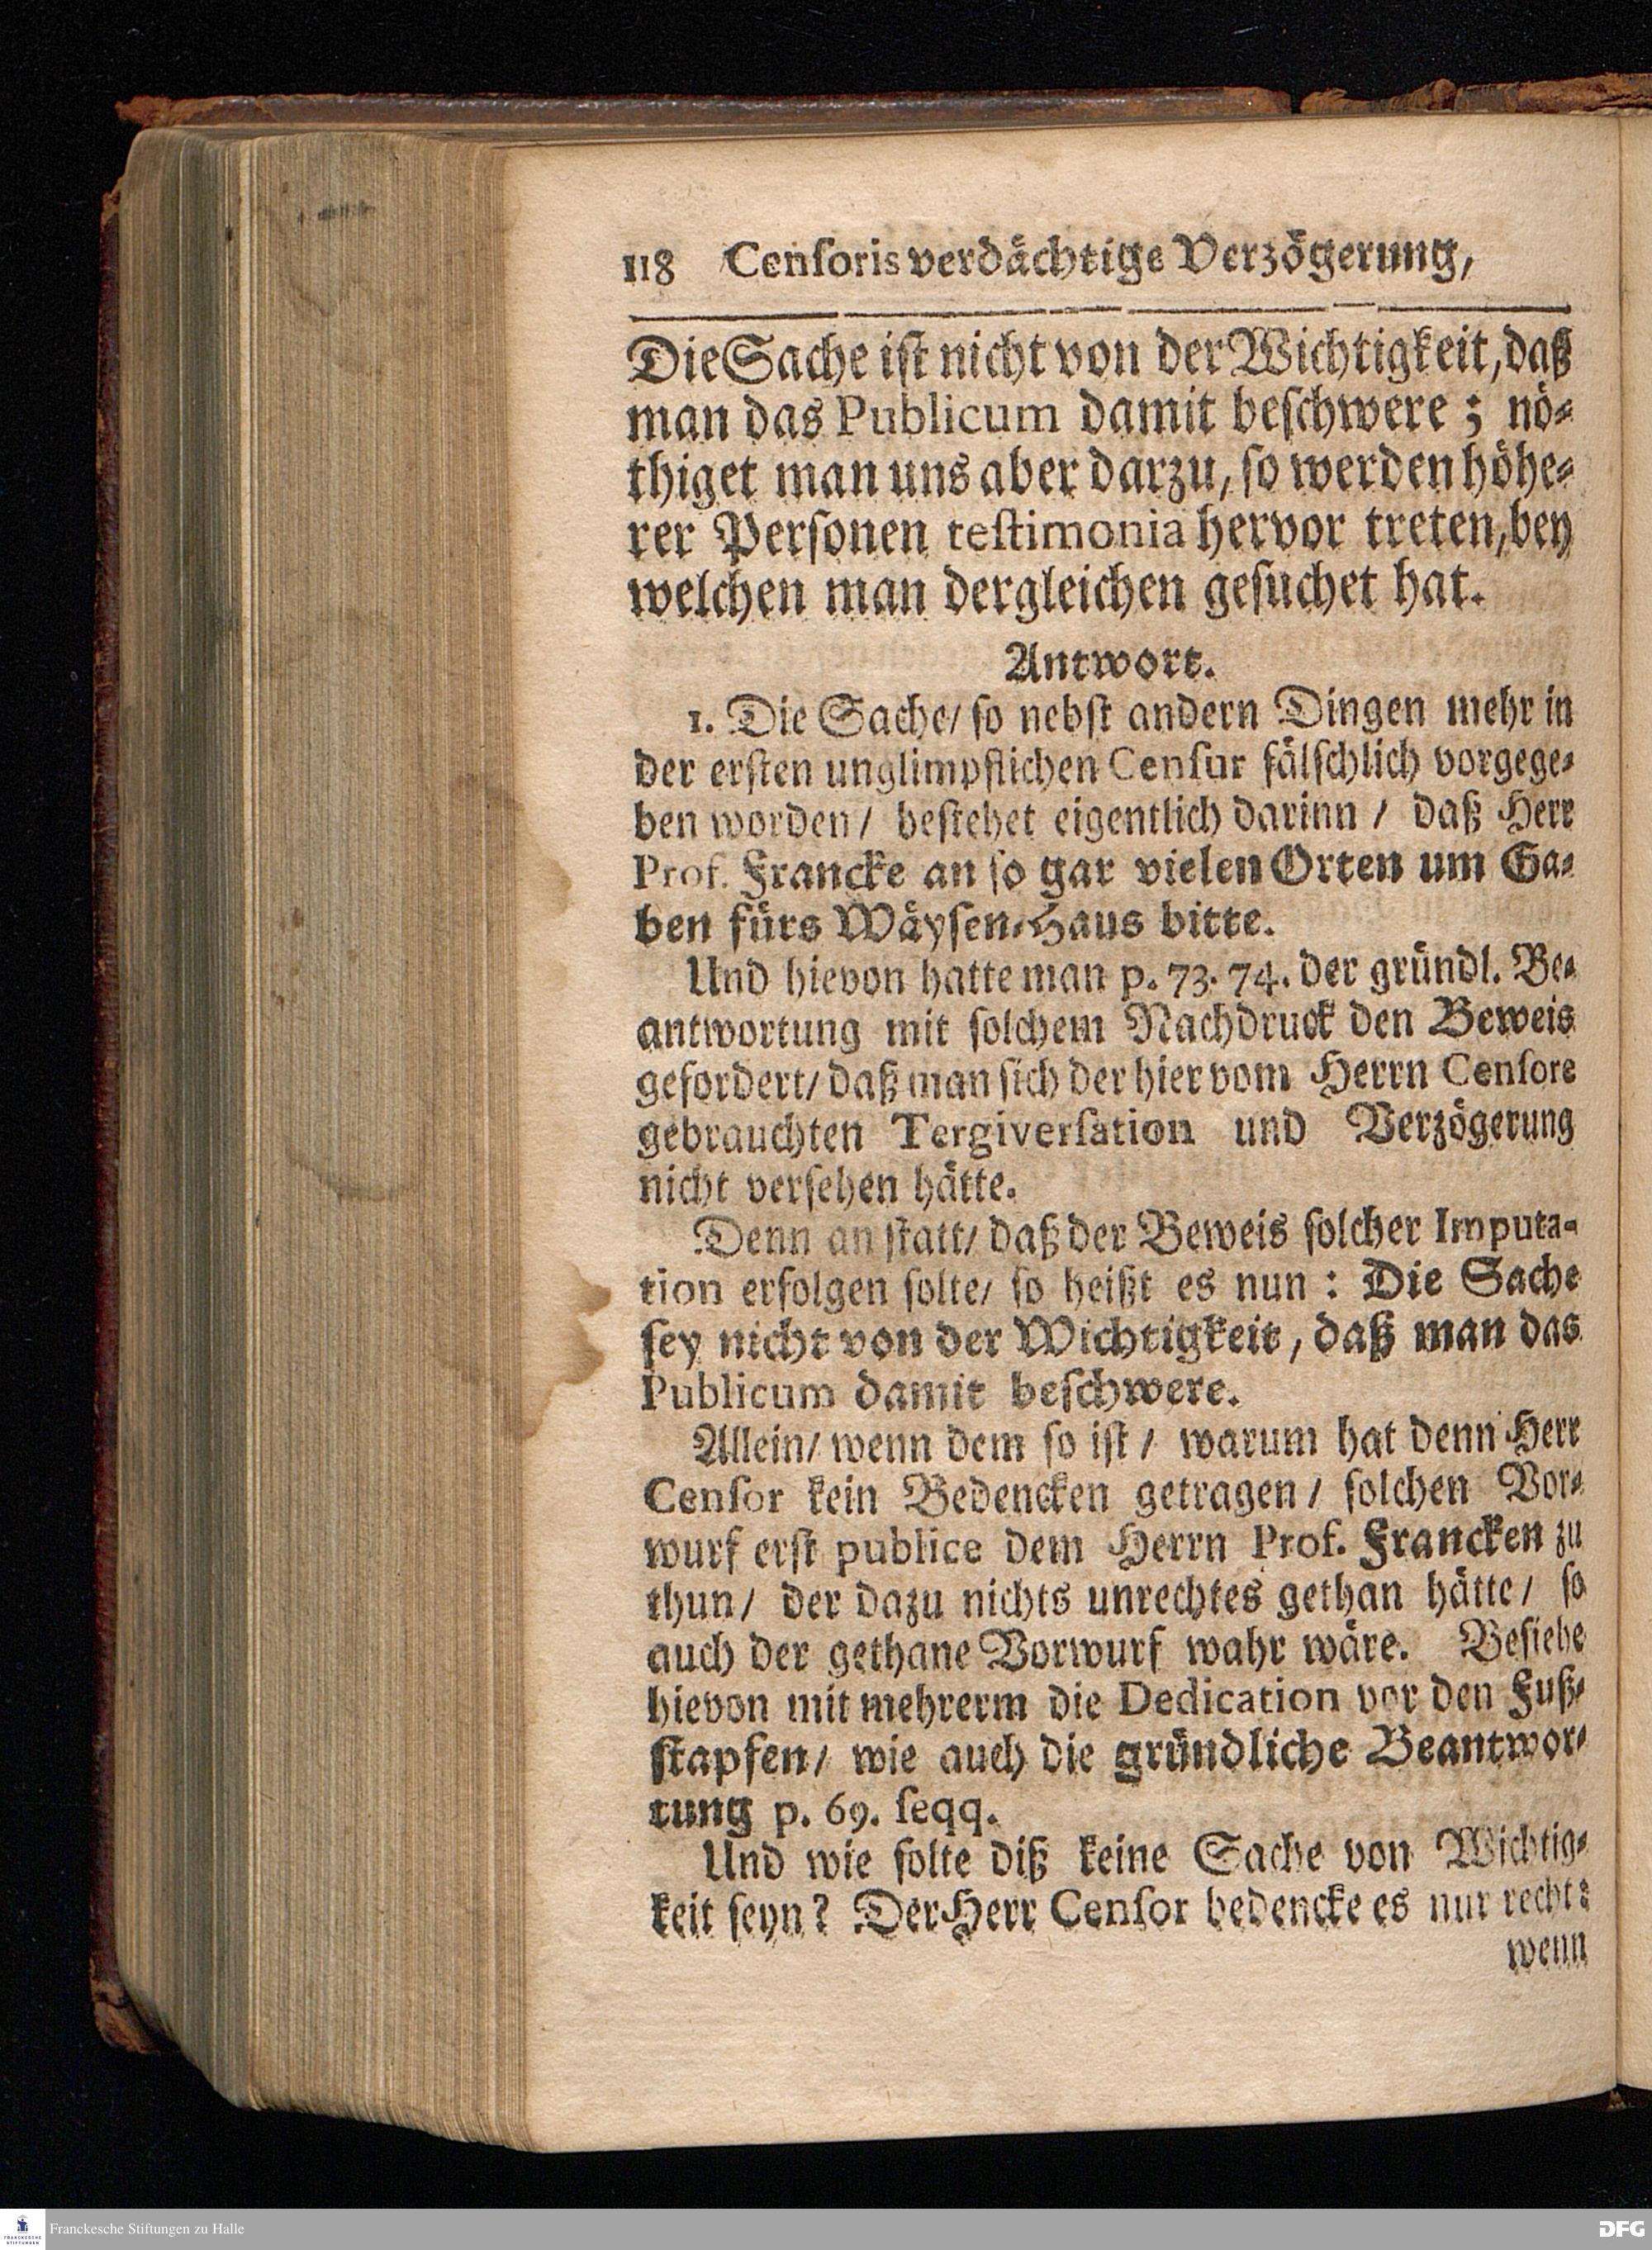 118 Censoris verdächtige Verzögerung,
Die Sache ist nicht von der Wichtigkeit, daß
man das Publicum damit beschwere; nö-
thiget man uns aber darzu, so werden höhe-
rer Personen testimonia hervor treten, bey
welchen man dergleichen gesuchet hat.
Antwort.
1. Die Sache/ so nebst andern Dingen mehr in
der ersten unglimpflichen Censur fälschlich vorgege-
ben worden/ bestehet eigentlich darinn/ daß Herr
Prof. Francke an so gar vielen Orten um Ga-
ben fürs Wäysen-Haus bitte.
Und hievon hatte man p. 73. 74. der gründl. Be-
antwortung mit solchem Nachdruck den Beweis
gefordert/ daß man sich der hier vom Herrn Censore
gebrauchten Tergiversation und Verzögerung
nicht versehen hätte.
Denn an statt/ daß der Beweis solcher Imputa-
tion erfolgen solte/ so heißt es nun: Die Sache
sey nicht von der Wichtigkeit, daß man das
Publicum damit beschwere.
Allein/ wenn dem so ist/ warum hat denn Herr
Censor kein Bedencken getragen/ solchen Vor-
wurf erst publice dem Herrn Prof. Francken zu
thun/ der dazu nichts unrechtes gethan hätte/ so
auch der gethane Vorwurf wahr wäre. Besiehe
hievon mit mehrerm die Dedication vor den Fuß-
stapfen/ wie auch die gründliche Beantwor-
tung p. 69. seqq.
Und wie solte diß keine Sache von Wichtig-
keit seyn? Der Herr Censor bedencke es nur recht:
wenn
Franckesche Stiftungen zu Halle
DFG